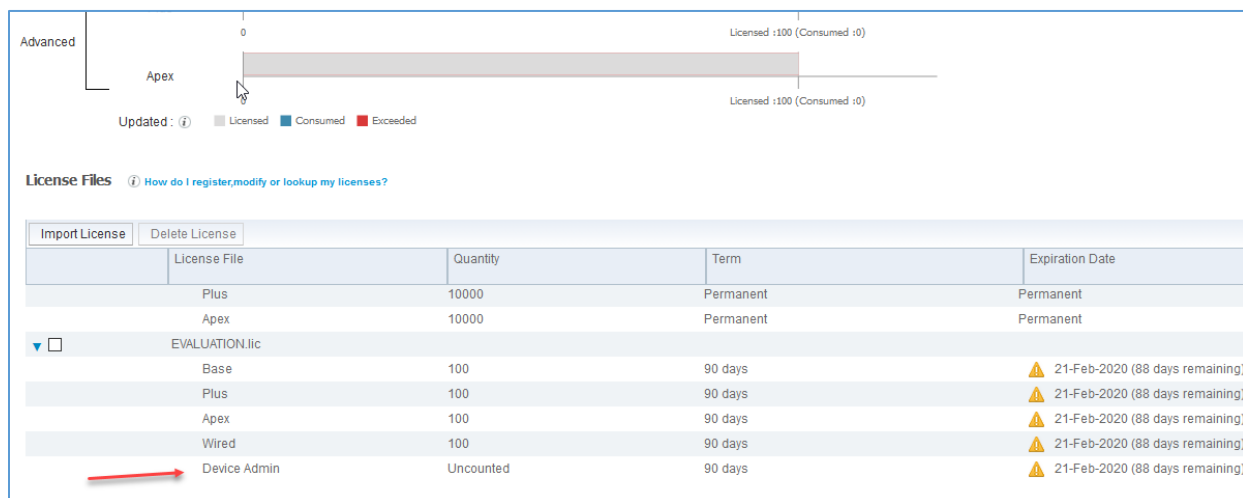 0 Licensed :100 (Consumed :0)
Advanced
Apex
0 Licensed :100 (Consumed :0)
Updated : i Licensed Consumed Exceeded
License Files i How do I register,modify or lookup my licenses?
Import License Delete License
License File Quantity Term Expiration Date
Plus 10000 Permanent Permanent
Apex 10000 Permanent Permanent
EVALUATION.lic
Base 100 90 days 21-Feb-2020 (88 days remaining)
Plus 100 90 days 21-Feb-2020 (88 days remaining)
Apex 100 90 days 21-Feb-2020 (88 days remaining)
Wired 100 90 days 21-Feb-2020 (88 days remaining)
Device Admin Uncounted 90 days 21-Feb-2020 (88 days remaining)